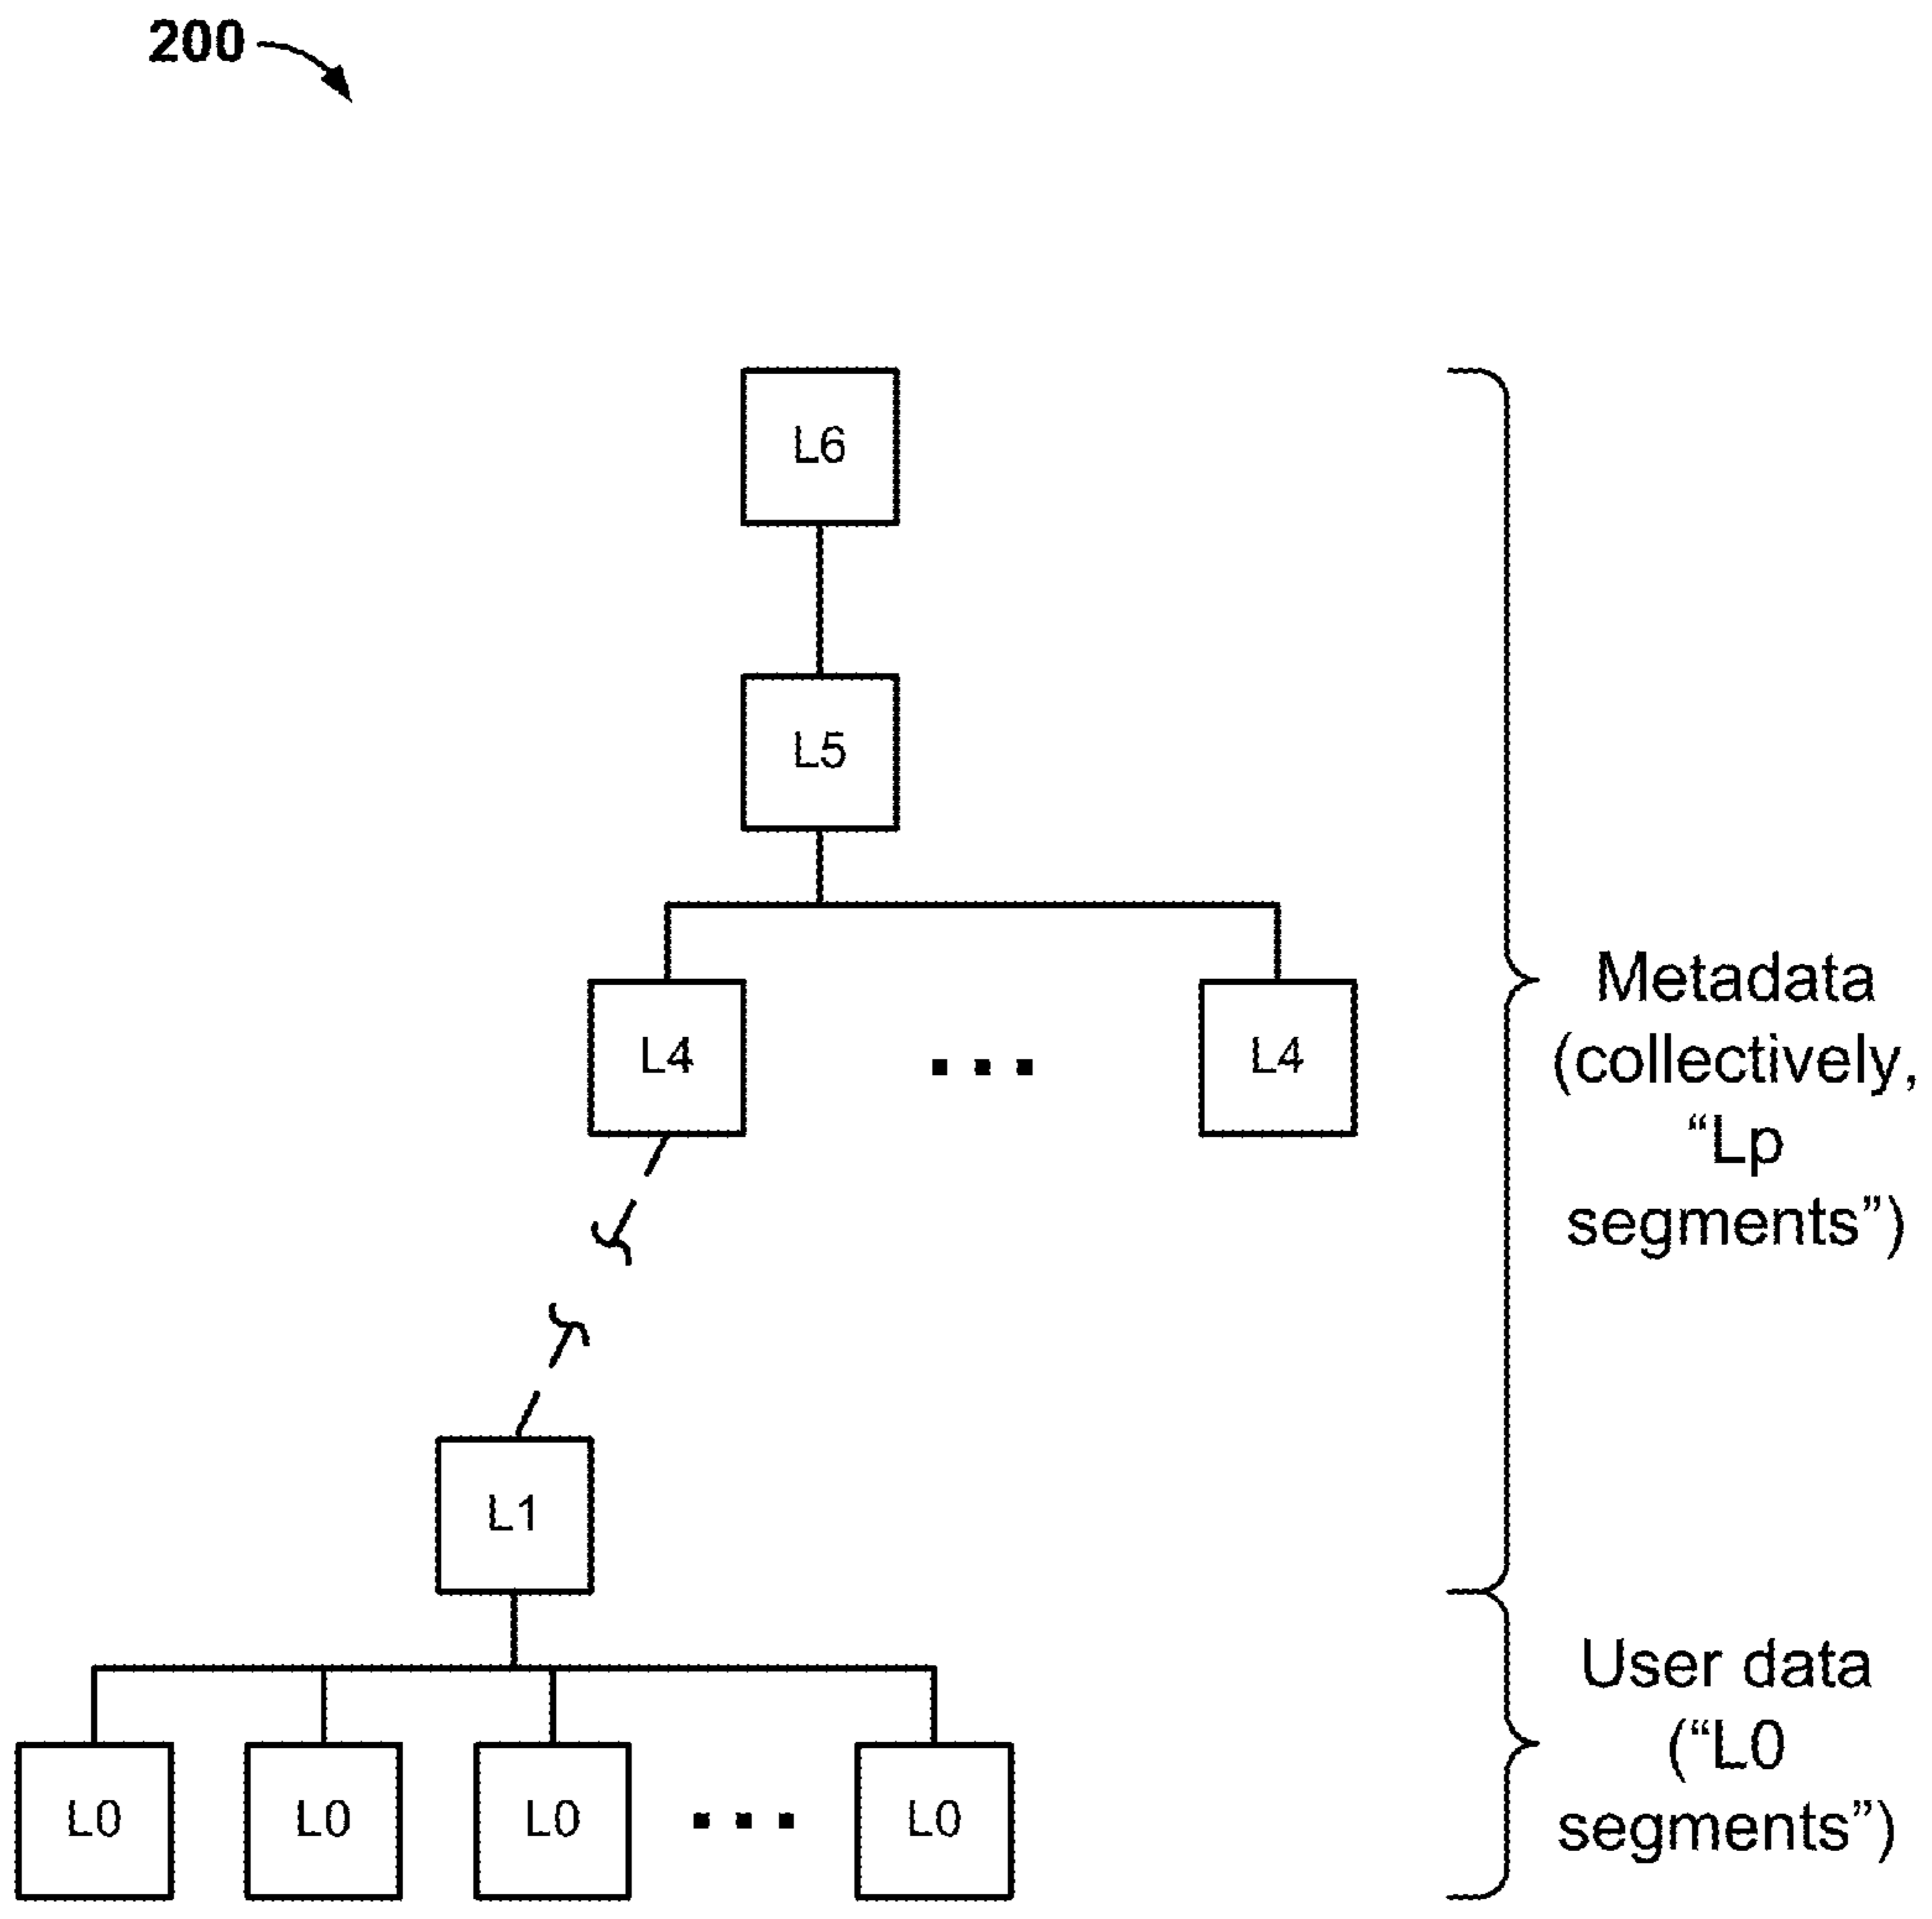 200
L6
L5
L4
L4
Metadata
(collectively,
“Lp
segments”)
L1
User data
(“L0
segments”)
L0
L0
L0
L0